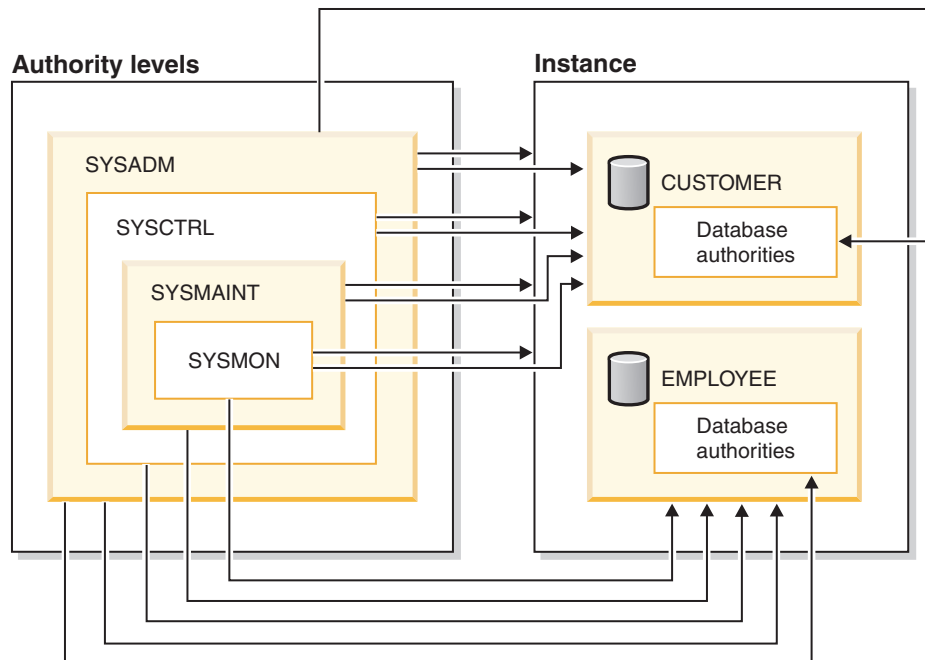 Authority levels
SYSADM
SYSCTRL
SYSMAINT
SYSMON
Instance
CUSTOMER
Database
authorities
EMPLOYEE
Database
authorities